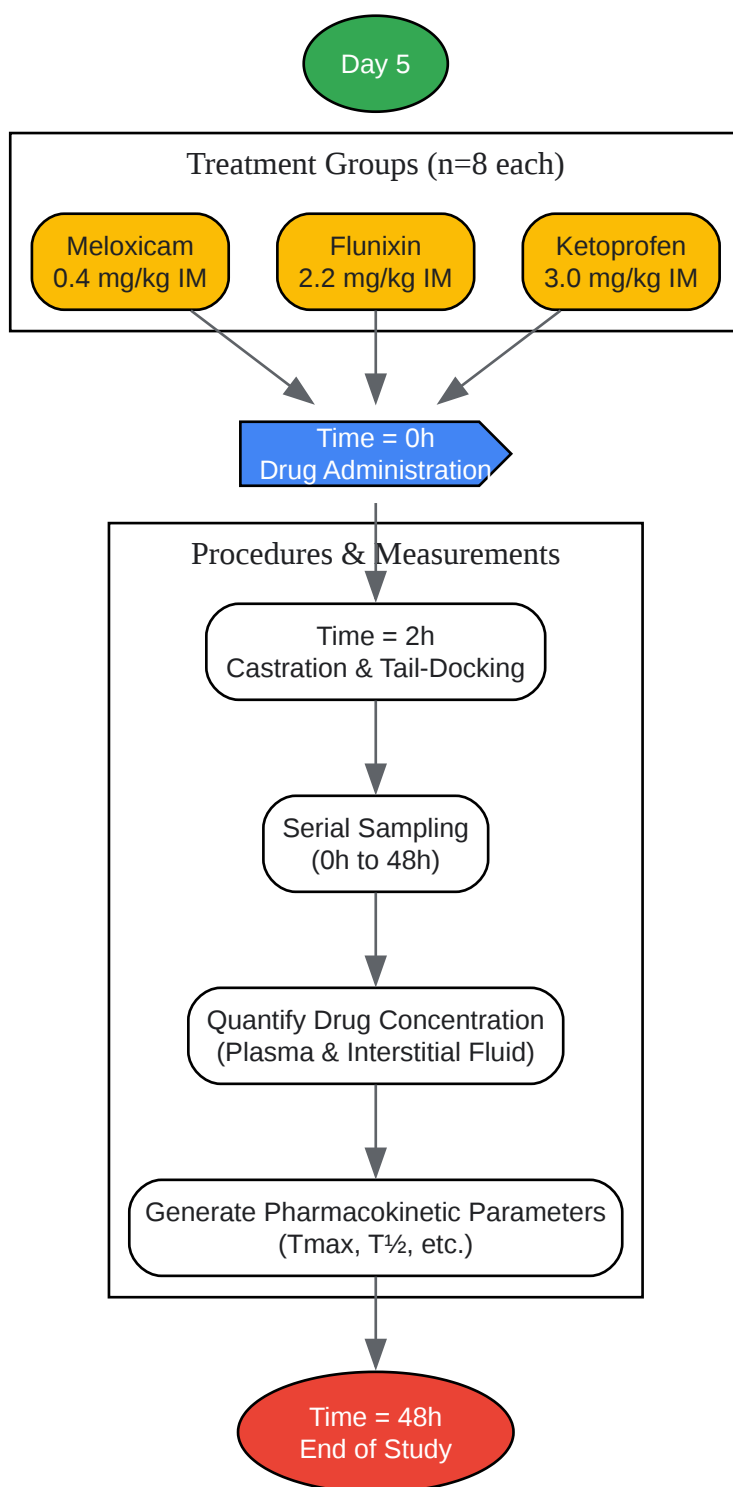 Day 5
Treatment Groups (n=8 each)
Meloxicam
0.4 mg/kg IM
Flunixin
2.2 mg/kg IM
Ketoprofen
3.0 mg/kg IM
Time = 0h
Drug Administration
Procedures & Measurements
Time = 2h
Castration & Tail-Docking
Serial Sampling
(0h to 48h)
Quantify Drug Concentration
(Plasma & Interstitial Fluid)
Generate Pharmacokinetic Parameters
(Tmax, T½, etc.)
Time = 48h
End of Study